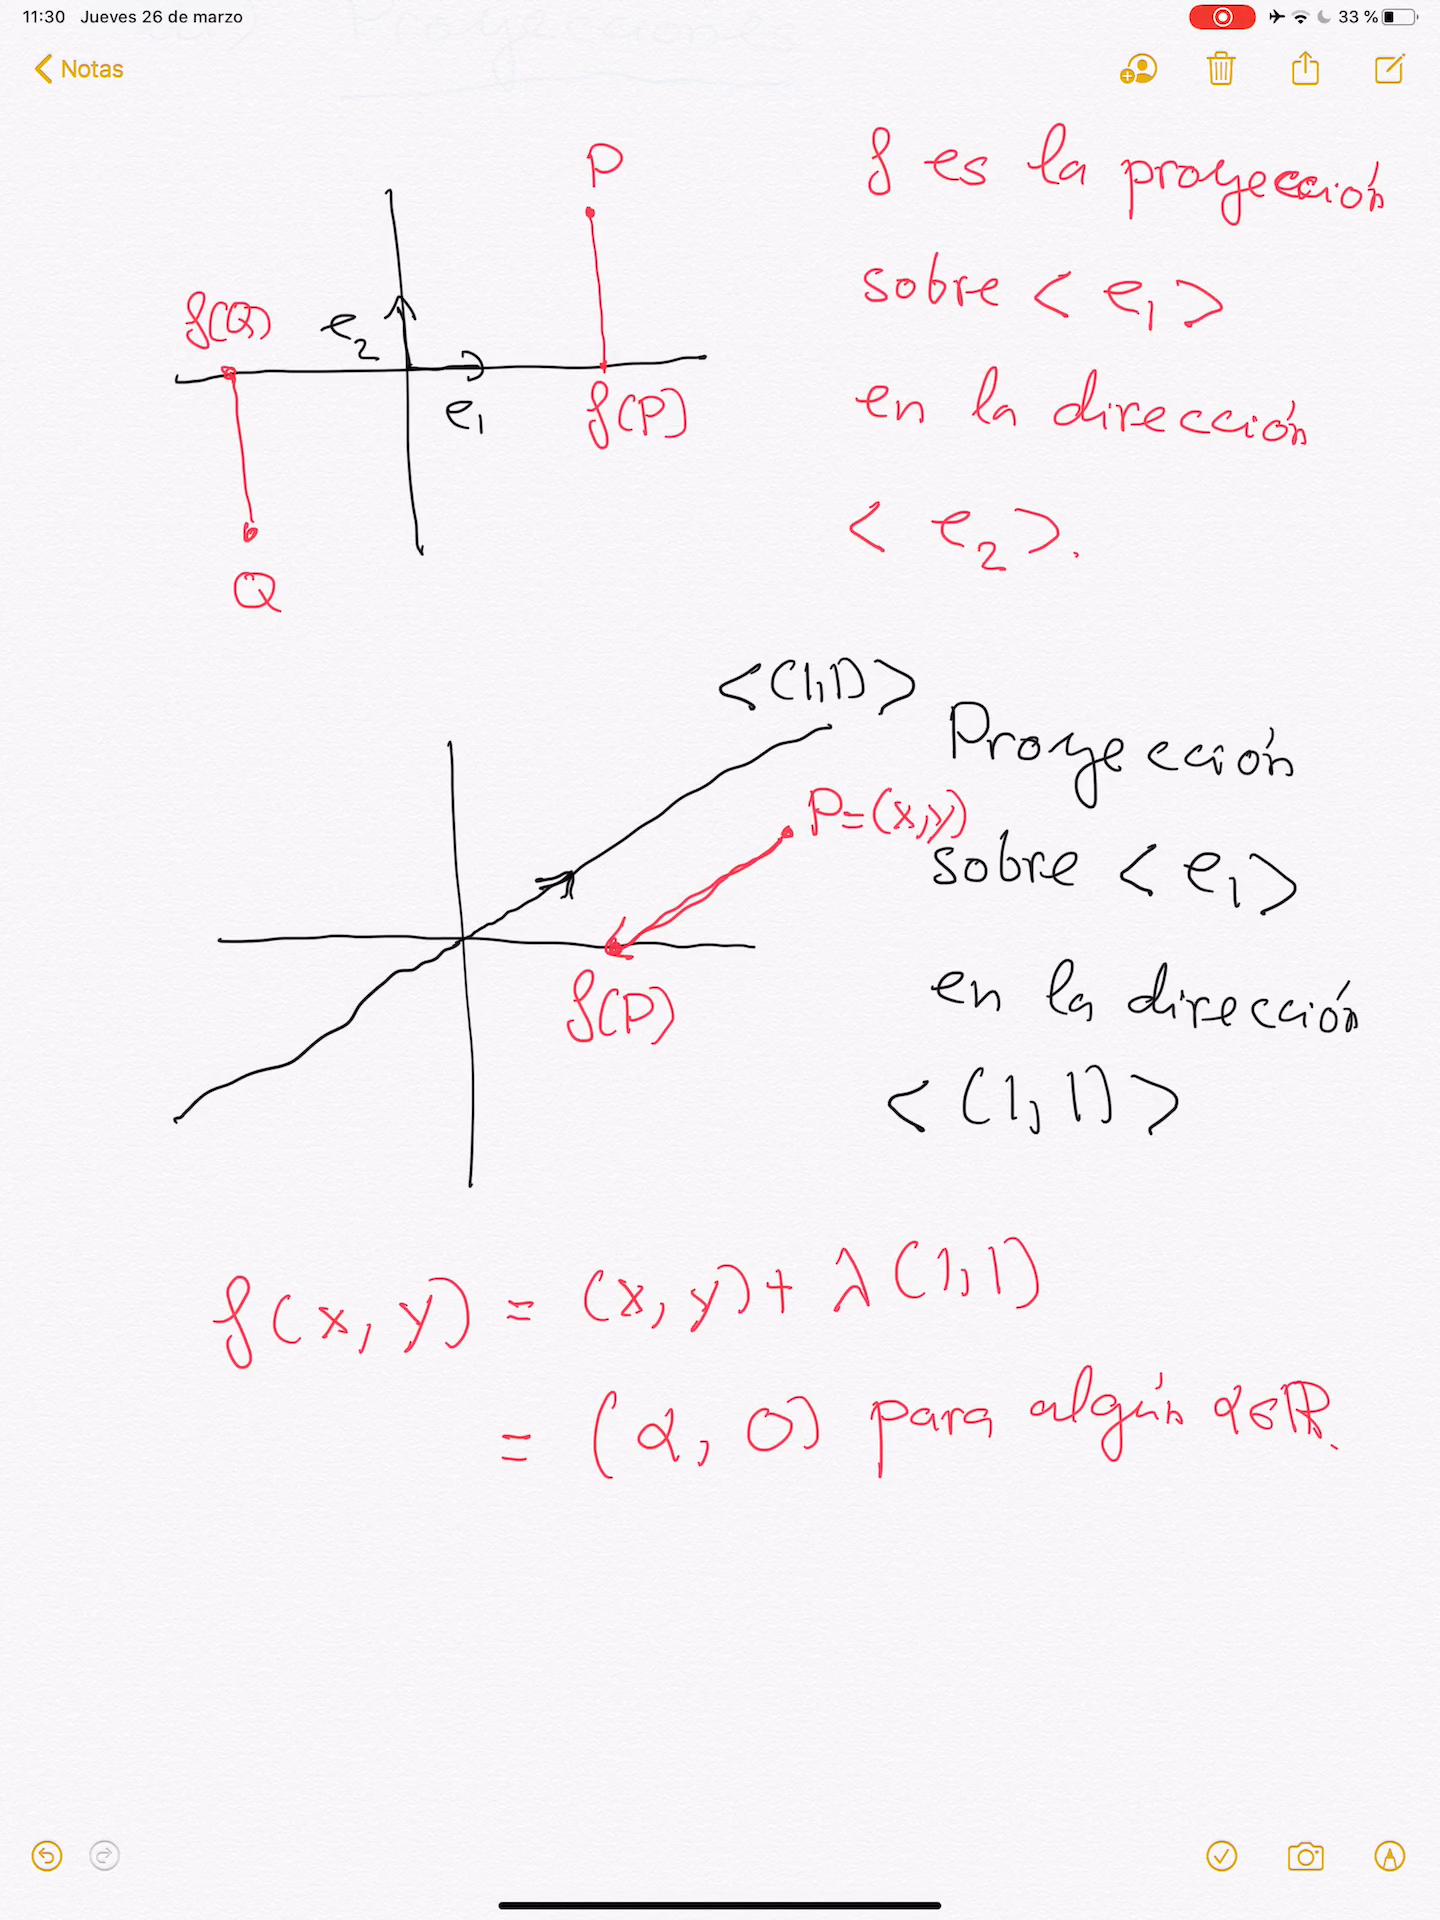 11:30 Jueves 26 de marzo 33 %
Notas
P
f(Q)
e2
e1
f(P)
Q
f es la proyección
sobre < e1 >
en la dirección
< e2 >.
<(1,1)>
P=(x,y)
f(P)
Proyección
sobre < e1 >
en la dirección
< (1,1) >
f(x,y) = (x,y) + λ(1,1)
= (α, 0) para algún α∈ℝ.